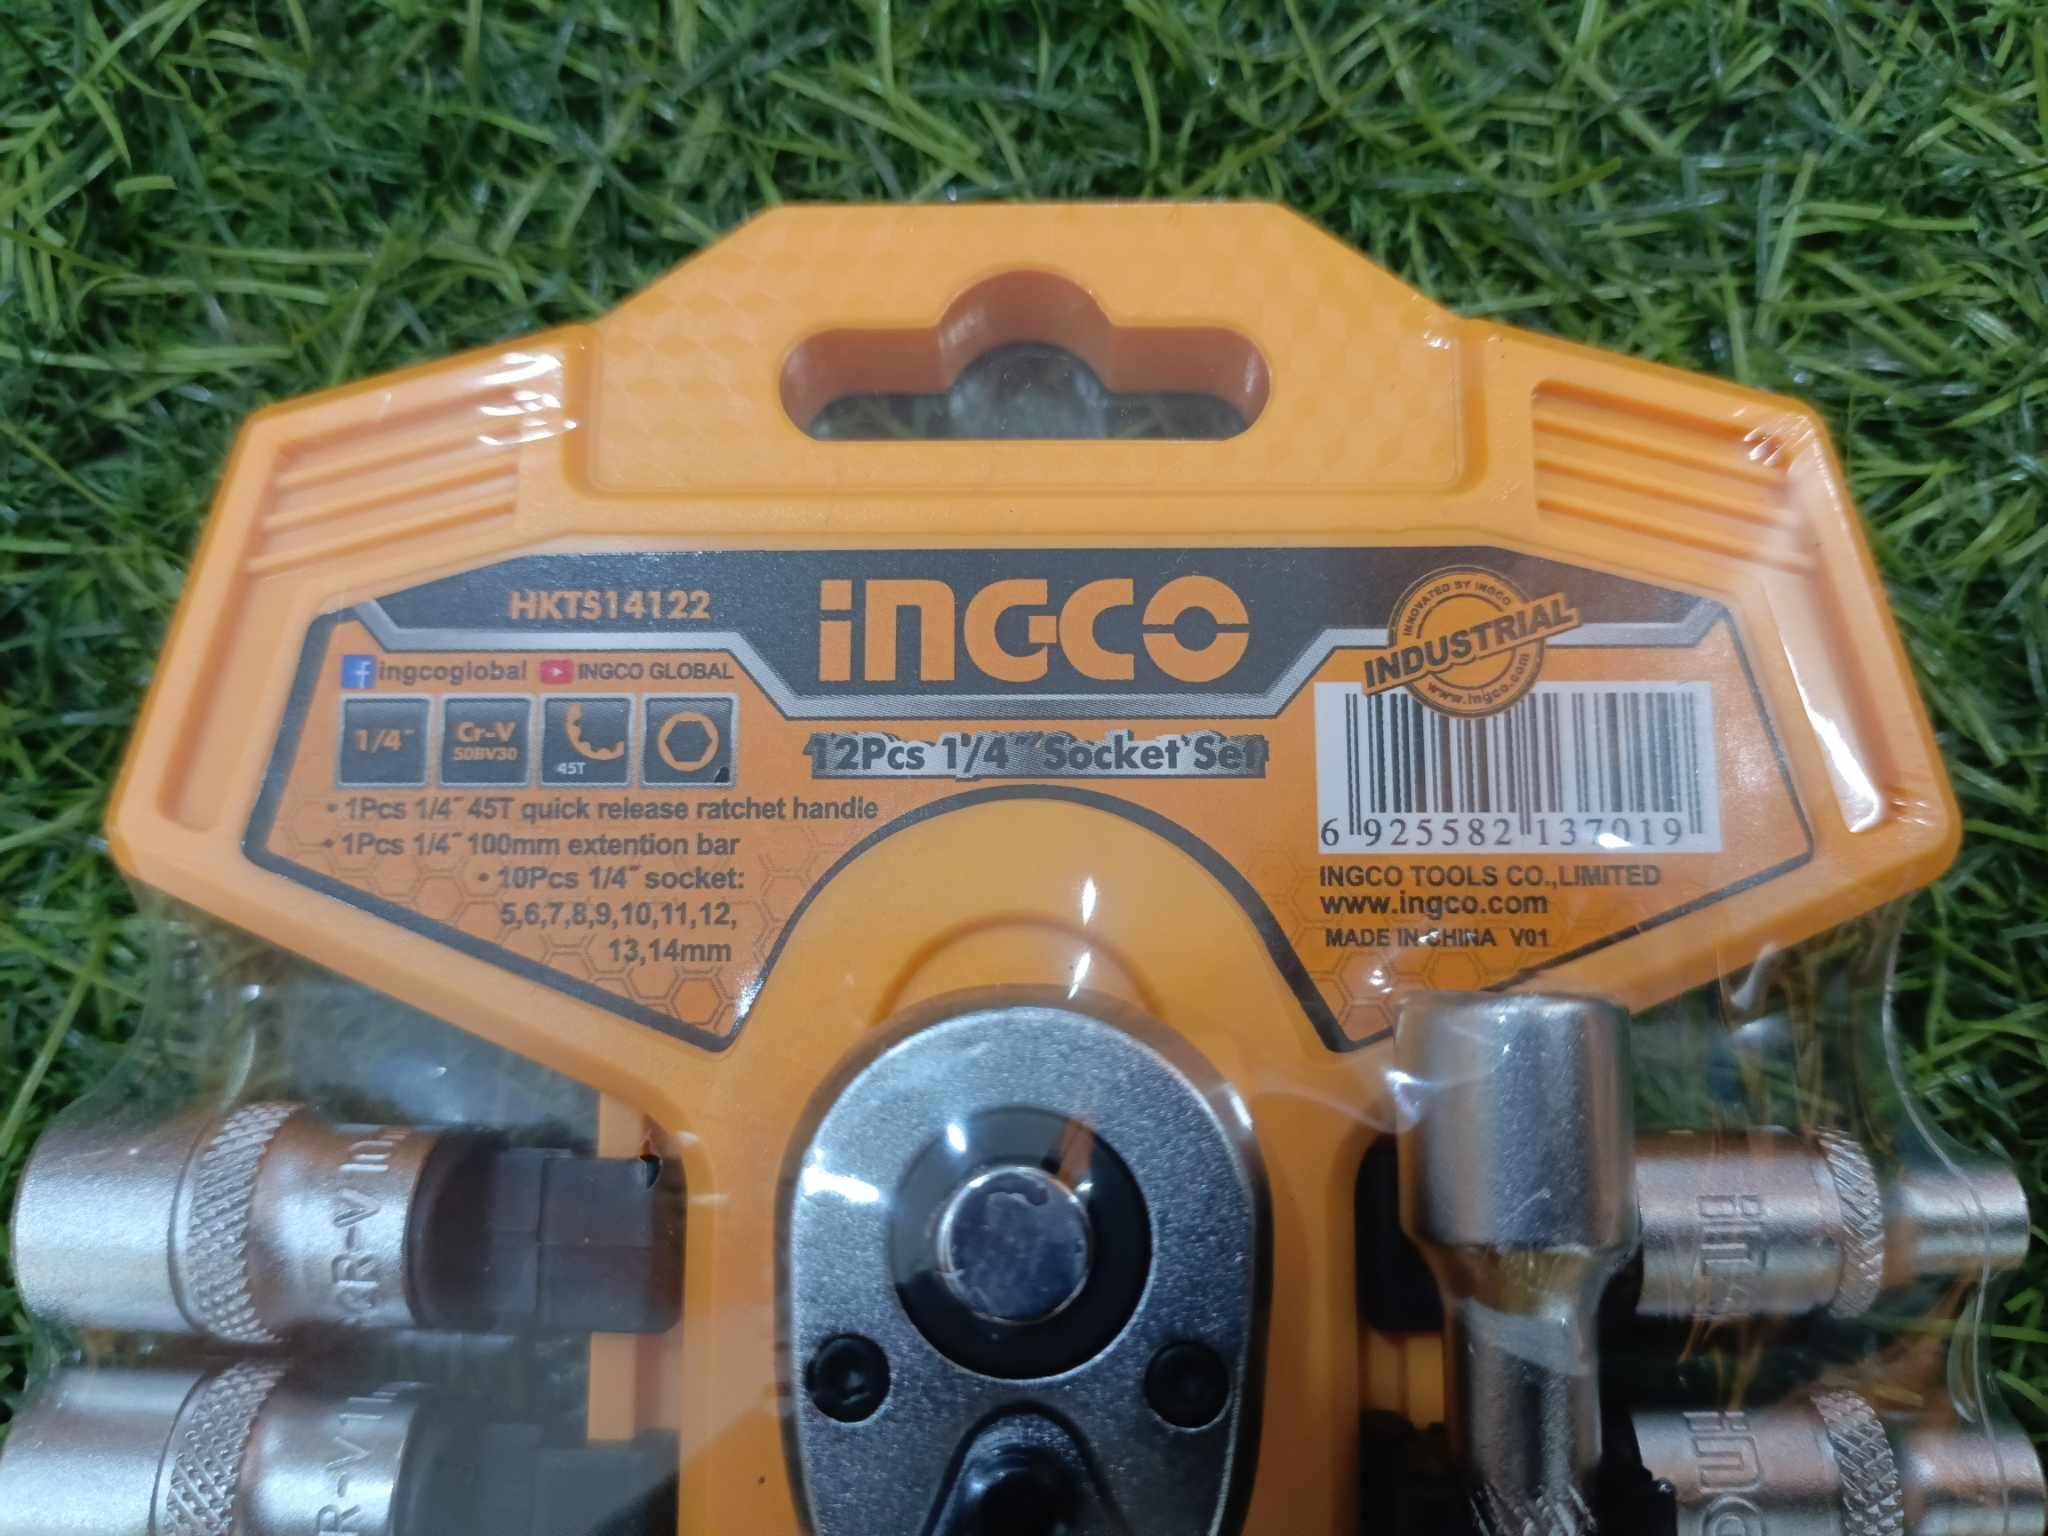 HKTS14122
INGCO
INNOVATED BY INGCO
INDUSTRIAL
www.ingco.com
ingcoglobal INGCO GLOBAL
1/4" Cr-V
50BV30
45T
12Pcs 1/4" Socket Set
• 1Pcs 1/4" 45T quick release ratchet handle
• 1Pcs 1/4" 100mm extention bar
• 10Pcs 1/4" socket:
5,6,7,8,9,10,11,12,
13,14mm
6 925582 137019
INGCO TOOLS CO.,LIMITED
www.ingco.com
MADE IN CHINA V01
CR-V 10
R-V 11